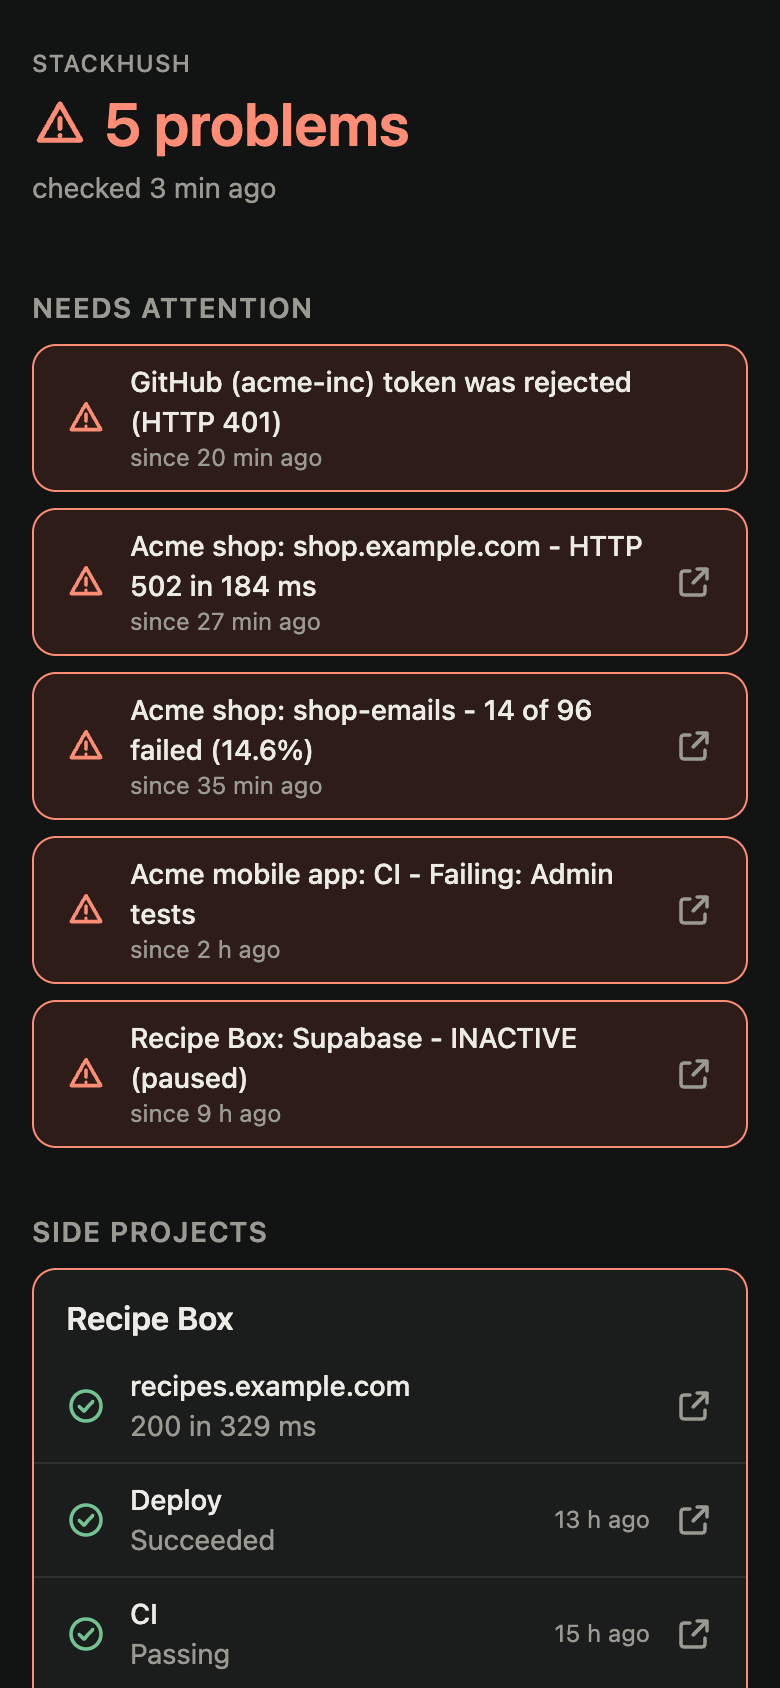 STACKHUSH
5 problems
checked 3 min ago
NEEDS ATTENTION
GitHub (acme-inc) token was rejected
(HTTP 401)
since 20 min ago
Acme shop: shop.example.com - HTTP
502 in 184 ms
since 27 min ago
Acme shop: shop-emails - 14 of 96
failed (14.6%)
since 35 min ago
Acme mobile app: CI - Failing: Admin
tests
since 2 h ago
Recipe Box: Supabase - INACTIVE
(paused)
since 9 h ago
SIDE PROJECTS
Recipe Box
recipes.example.com
200 in 329 ms
Deploy
Succeeded
13 h ago
CI
Passing
15 h ago